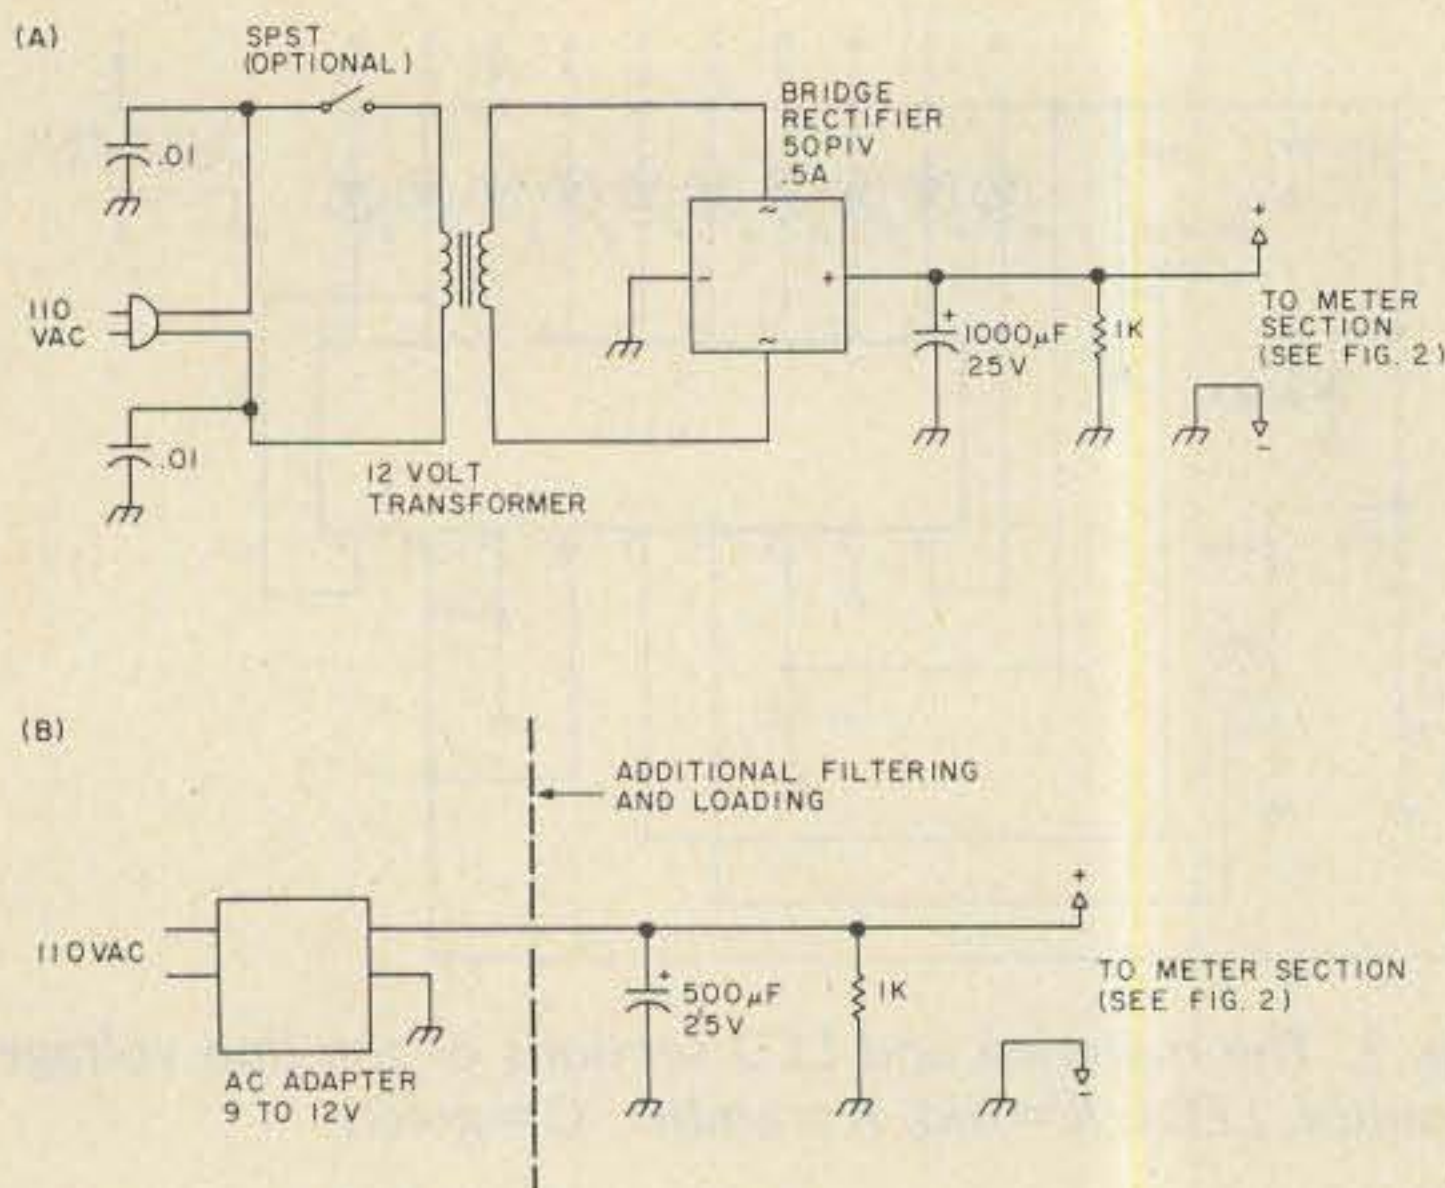 (A)
SPST
(OPTIONAL)
.01
110
VAC
.01
12 VOLT
TRANSFORMER
BRIDGE
RECTIFIER
50PIV
.5A
~
-
+
~
+
1000µF
25V
1K
+
TO METER
SECTION
(SEE FIG. 2)
-
(B)
ADDITIONAL FILTERING
AND LOADING
110VAC
AC ADAPTER
9 TO 12V
+
500µF
25V
1K
+
TO METER SECTION
(SEE FIG. 2)
-